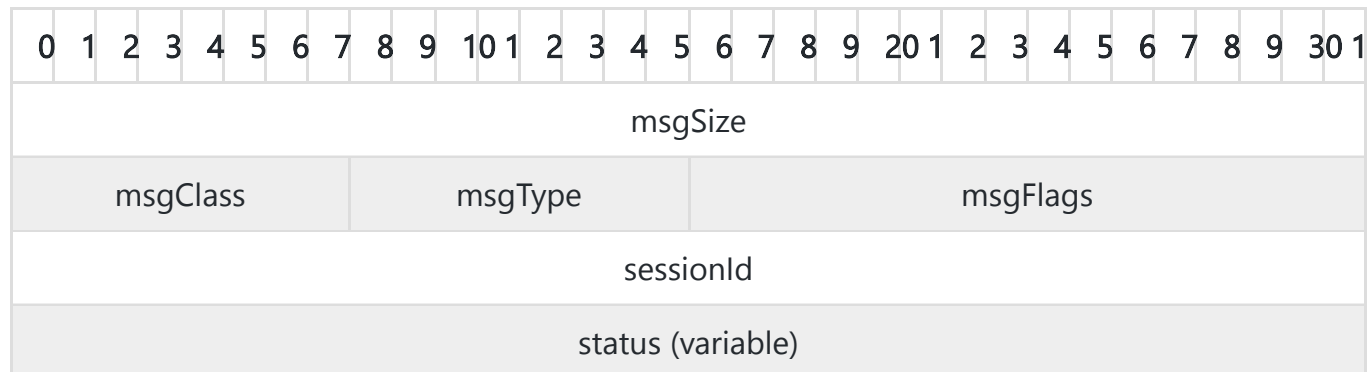 0 1 2 3 4 5 6 7 8 9 10 1 2 3 4 5 6 7 8 9 20 1 2 3 4 5 6 7 8 9 30 1
msgSize
msgClass msgType msgFlags
sessionId
status (variable)